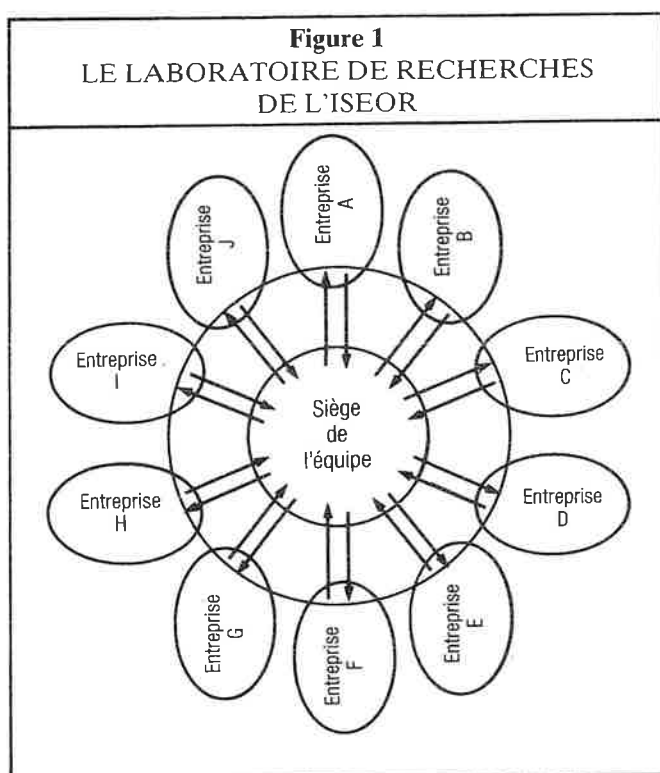 Figure 1
LE LABORATOIRE DE RECHERCHES
DE L'ISEOR
Entreprise
A
Entreprise
B
Entreprise
C
Entreprise
D
Entreprise
E
Entreprise
F
Entreprise
G
Entreprise
H
Entreprise
I
Entreprise
J
Siège
de
l'équipe